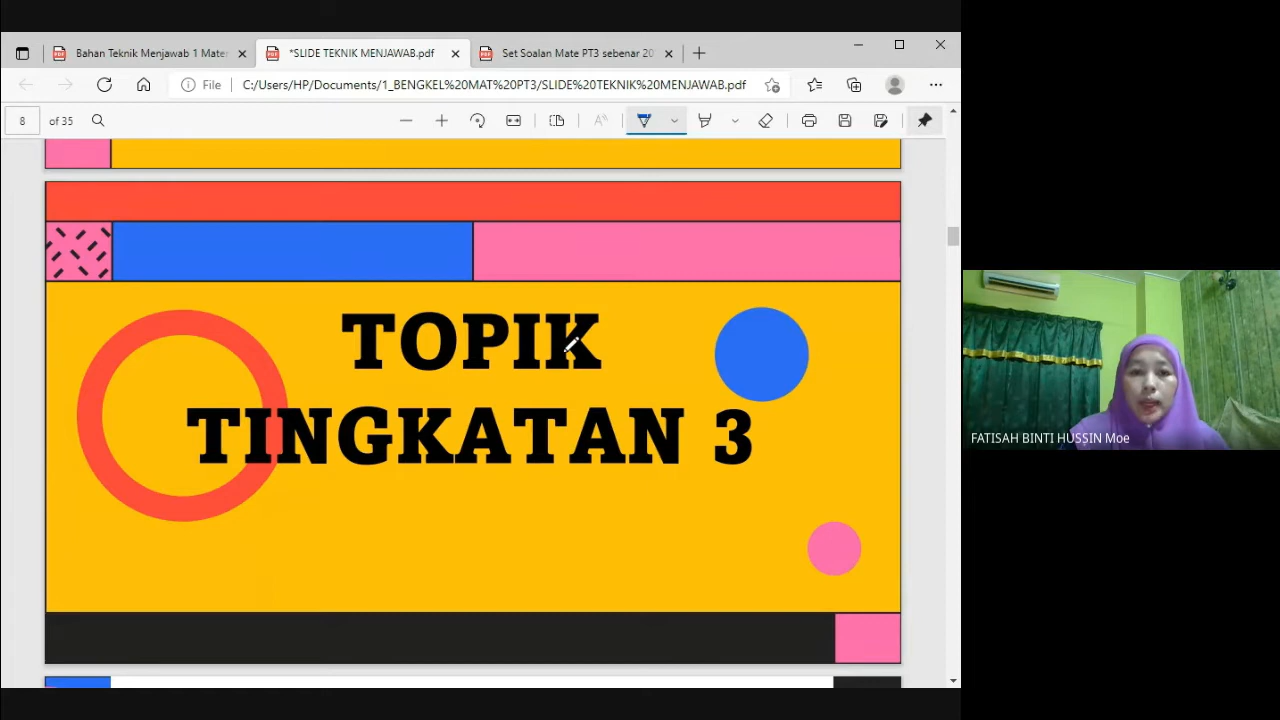 Bahan Teknik Menjawab 1 Mater
*SLIDE TEKNIK MENJAWAB.pdf
Set Soalan Mate PT3 sebenar 20
File
C:/Users/HP/Documents/1_BENGKEL%20MAT%20PT3/SLIDE%20TEKNIK%20MENJAWAB.pdf
8 of 35
TOPIK
TINGKATAN 3
FATISAH BINTI HUSSIN Moe